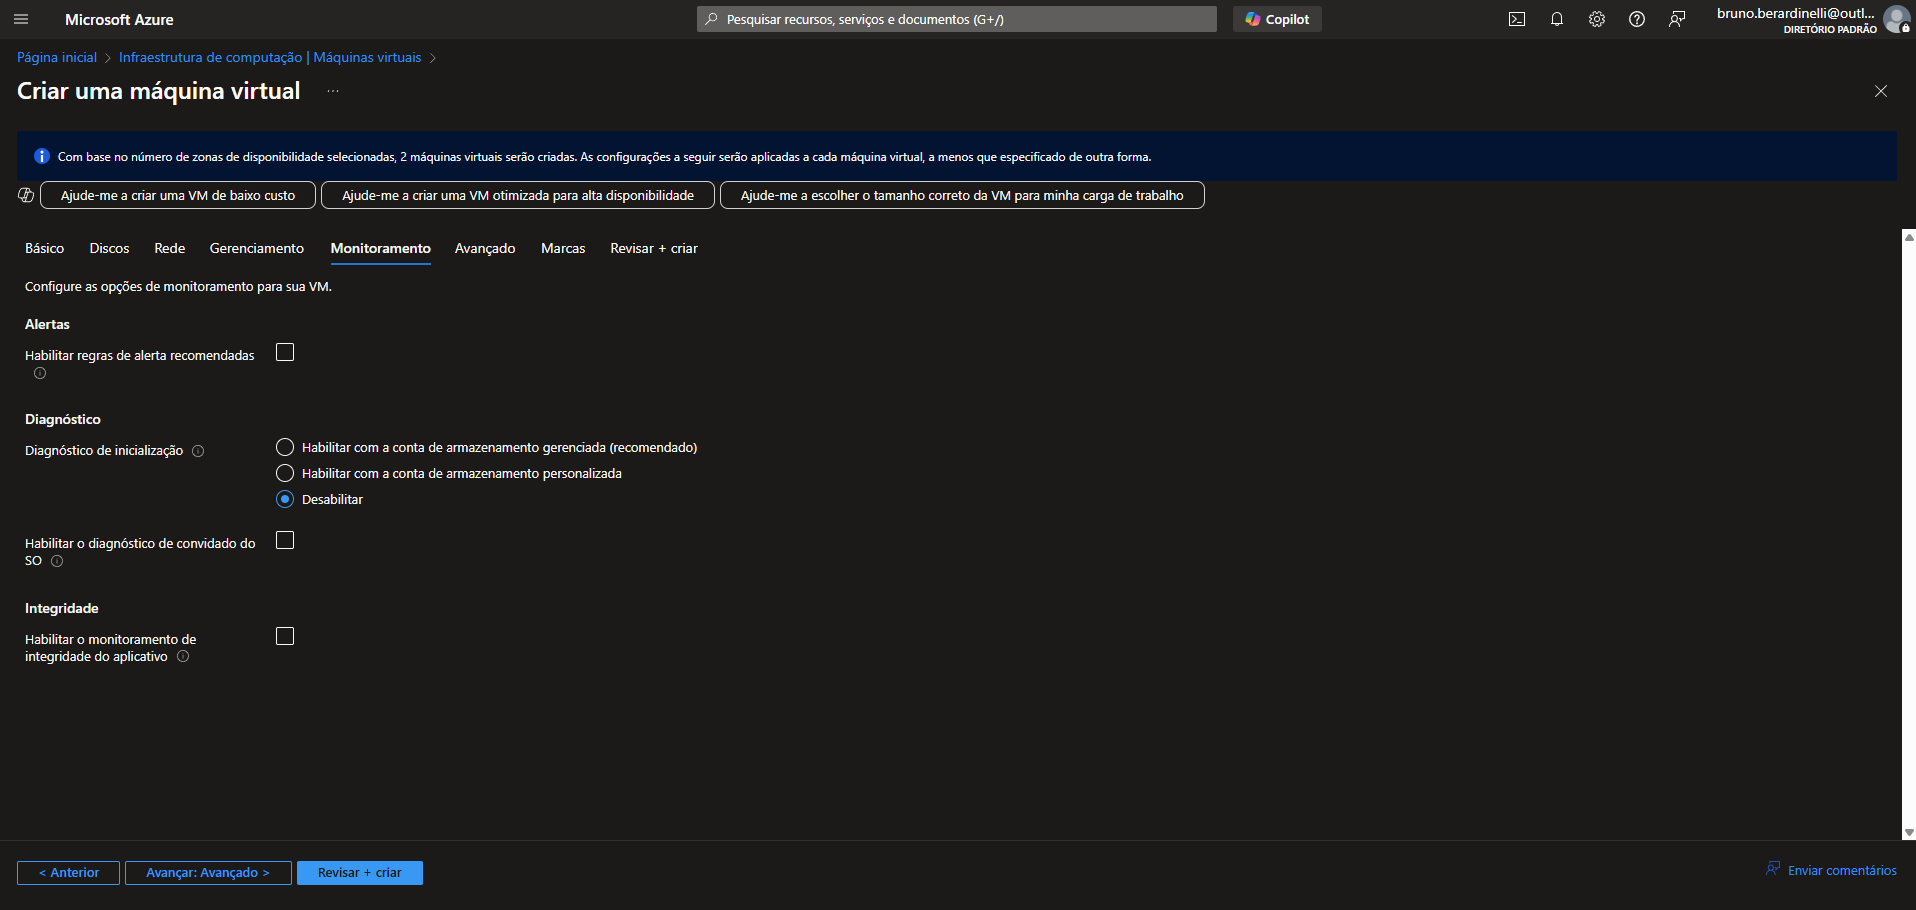 Microsoft Azure
Pesquisar recursos, serviços e documentos (G+/)
Copilot
bruno.berardinelli@outl...
DIRETÓRIO PADRÃO
Página inicial > Infraestrutura de computação | Máquinas virtuais >
Criar uma máquina virtual ...
Com base no número de zonas de disponibilidade selecionadas, 2 máquinas virtuais serão criadas. As configurações a seguir serão aplicadas a cada máquina virtual, a menos que especificado de outra forma.
Ajude-me a criar uma VM de baixo custo
Ajude-me a criar uma VM otimizada para alta disponibilidade
Ajude-me a escolher o tamanho correto da VM para minha carga de trabalho
Básico Discos Rede Gerenciamento Monitoramento Avançado Marcas Revisar + criar
Configure as opções de monitoramento para sua VM.
Alertas
Habilitar regras de alerta recomendadas
Diagnóstico
Diagnóstico de inicialização
Habilitar com a conta de armazenamento gerenciada (recomendado)
Habilitar com a conta de armazenamento personalizada
Desabilitar
Habilitar o diagnóstico de convidado do
SO
Integridade
Habilitar o monitoramento de
integridade do aplicativo
< Anterior
Avançar: Avançado >
Revisar + criar
Enviar comentários